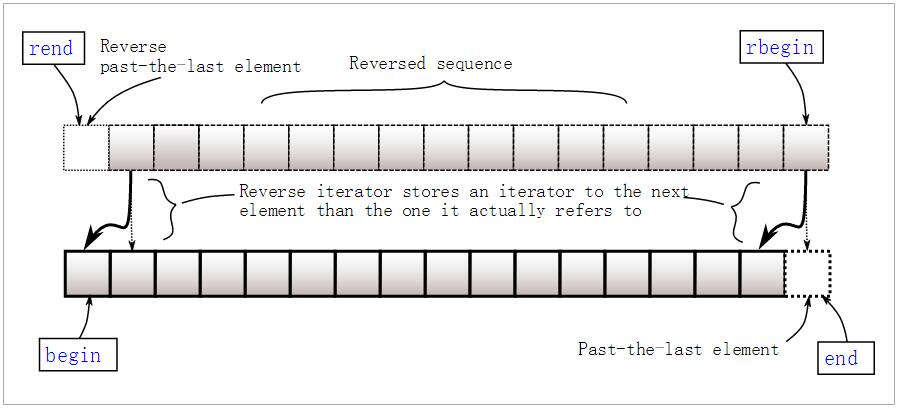 rend
Reverse
past-the-last element
Reversed sequence
rbegin
Reverse iterator stores an iterator to the next
element than the one it actually refers to
begin
Past-the-last element
end